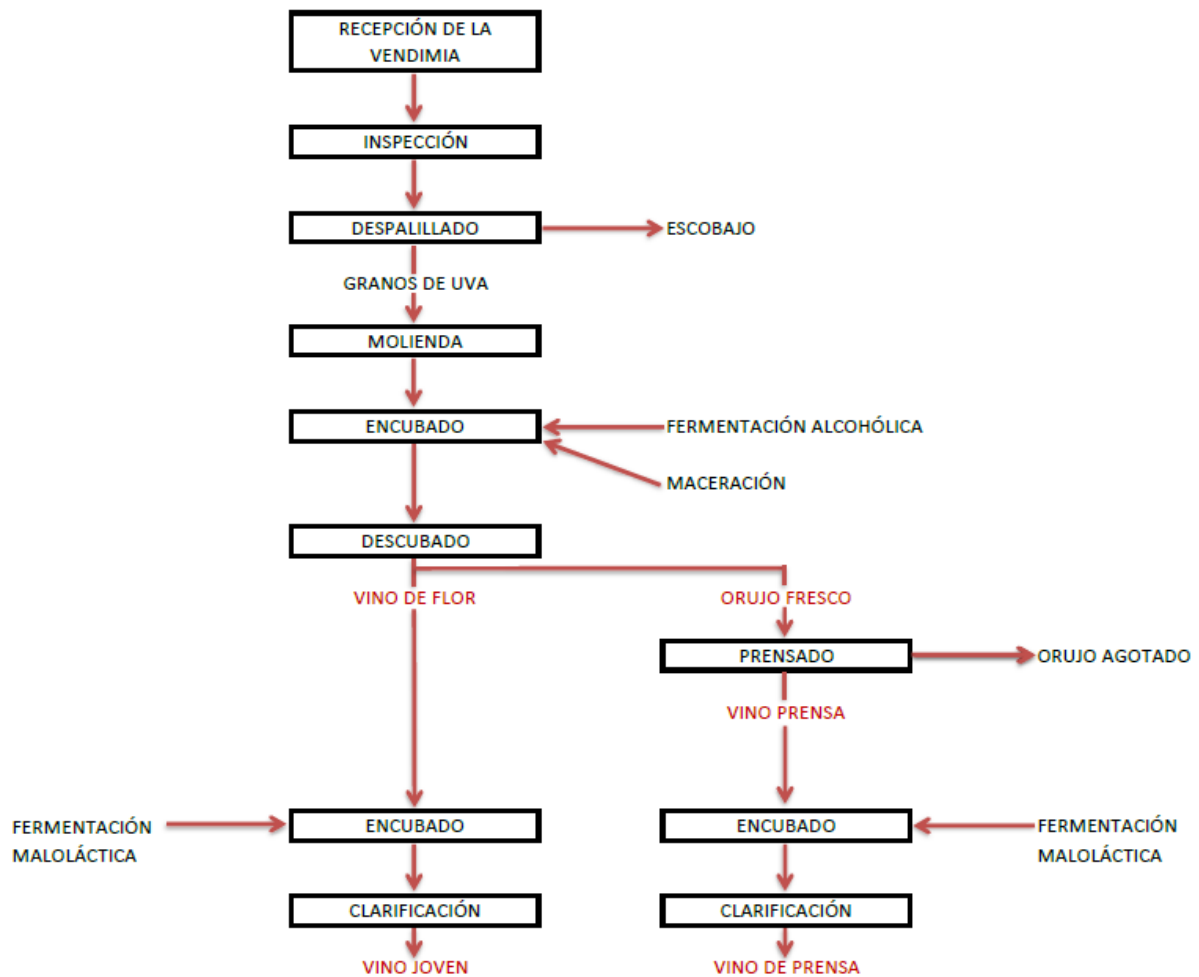 RECEPCIÓN DE LA
VENDIMIA
INSPECCIÓN
DESPALILLADO
ESCOBAJO
GRANOS DE UVA
MOLIENDA
ENCUBADO
FERMENTACIÓN ALCOHÓLICA
MACERACIÓN
DESCUBADO
VINO DE FLOR
ORUJO FRESCO
PRENSADO
ORUJO AGOTADO
VINO PRENSA
FERMENTACIÓN
MALOLÁCTICA
ENCUBADO
ENCUBADO
FERMENTACIÓN
MALOLÁCTICA
CLARIFICACIÓN
CLARIFICACIÓN
VINO JOVEN
VINO DE PRENSA